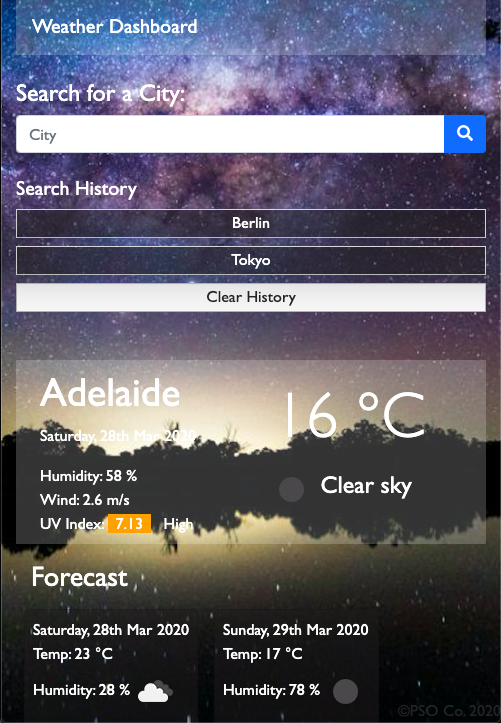 Weather Dashboard
Search for a City:
City
Search History
Berlin
Tokyo
Clear History
Adelaide
16 °C
Saturday, 28th Mar 2020
Humidity: 58 %
Clear sky
Wind: 2.6 m/s
UV Index: 7.13 High
Forecast
Saturday, 28th Mar 2020
Temp: 23 °C
Humidity: 28 %
Sunday, 29th Mar 2020
Temp: 17 °C
Humidity: 78 %
©PSO Co. 2020